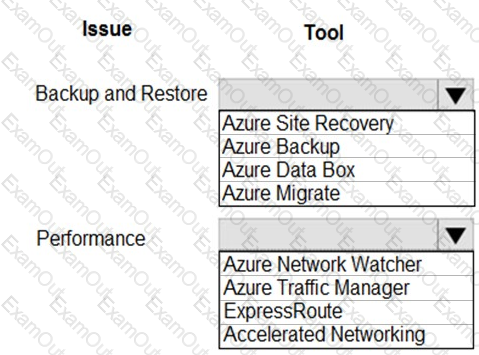 Issue
Tool
Backup and Restore
Azure Site Recovery
Azure Backup
Azure Data Box
Azure Migrate
Performance
Azure Network Watcher
Azure Traffic Manager
ExpressRoute
Accelerated Networking